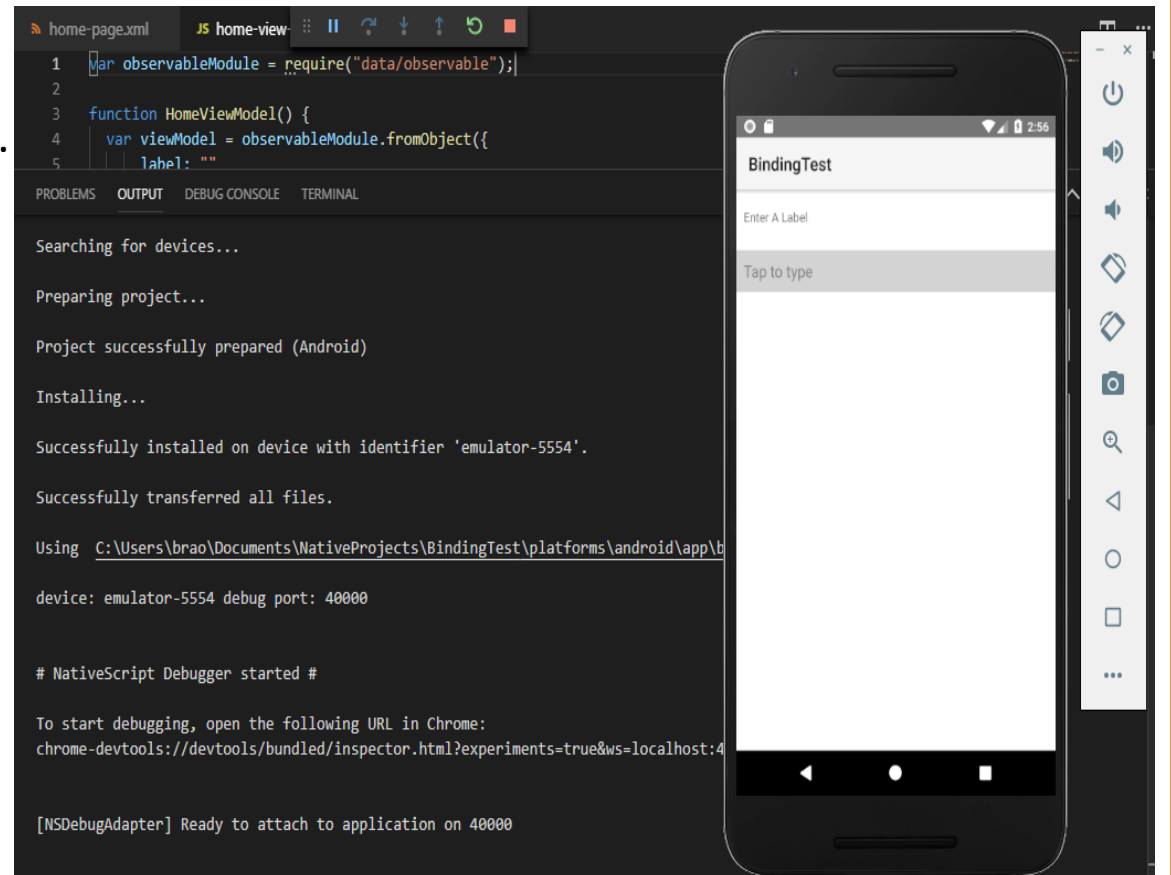 home-page.xml
JS home-view-
1 var observableModule = require("data/observable");
2
3 function HomeViewModel() {
4 var viewModel = observableModule.fromObject({
5 label: ""
PROBLEMS OUTPUT DEBUG CONSOLE TERMINAL
Searching for devices...
Preparing project...
Project successfully prepared (Android)
Installing...
Successfully installed on device with identifier 'emulator-5554'.
Successfully transferred all files.
Using C:\Users\brao\Documents\NativeProjects\BindingTest\platforms\android\app\b
device: emulator-5554 debug port: 40000
# NativeScript Debugger started #
To start debugging, open the following URL in Chrome:
chrome-devtools://devtools/bundled/inspector.html?experiments=true&ws=localhost:4
[NSDebugAdapter] Ready to attach to application on 40000
2:56
BindingTest
Enter A Label
Tap to type